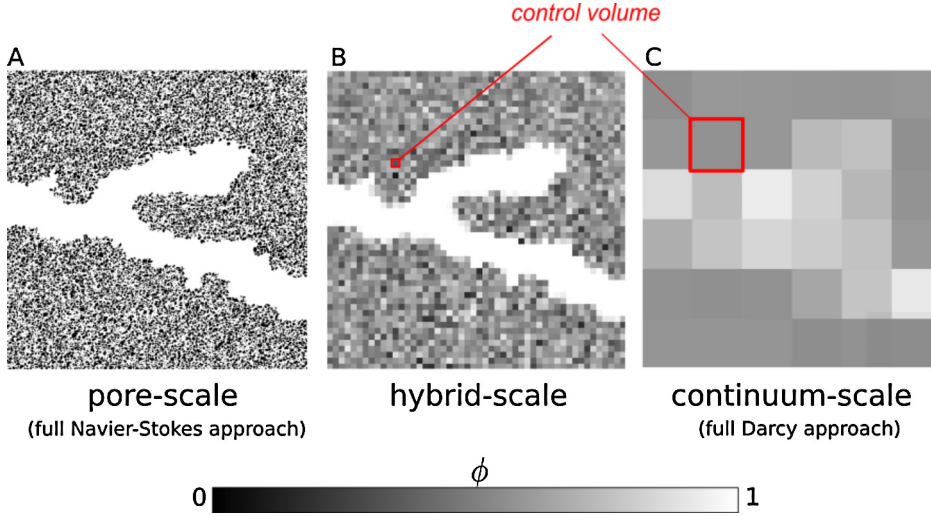 control volume
A
B
C
pore-scale
(full Navier-Stokes approach)
hybrid-scale
continuum-scale
(full Darcy approach)
ϕ
0
1